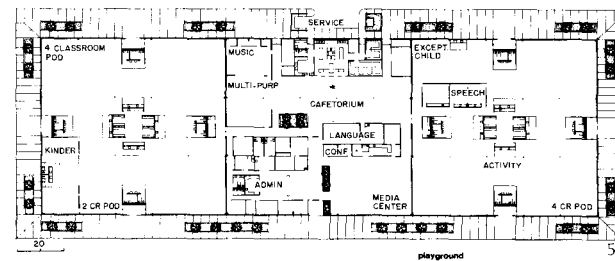 SERVICE
4 CLASSROOM
POD
MUSIC
EXCEPT.
CHILD
MULTI-PURP
SPEECH
CAFETORIUM
LANGUAGE
KINDER
CONF
ACTIVITY
ADMIN
MEDIA
CENTER
2 CR POD
4 CR POD
20
5
playground